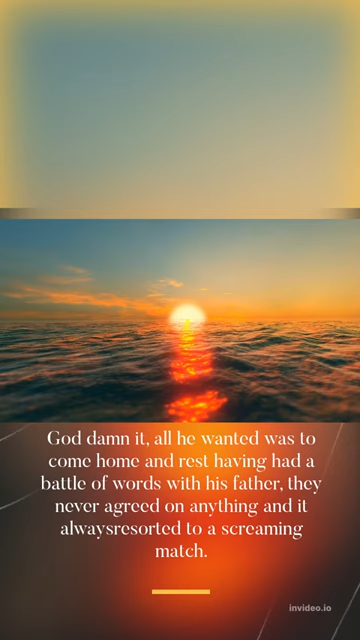 God damn it, all he wanted was to
come home and rest having had a
battle of words with his father, they
never agreed on anything and it
alwaysresorted to a screaming
match.
invideo.io